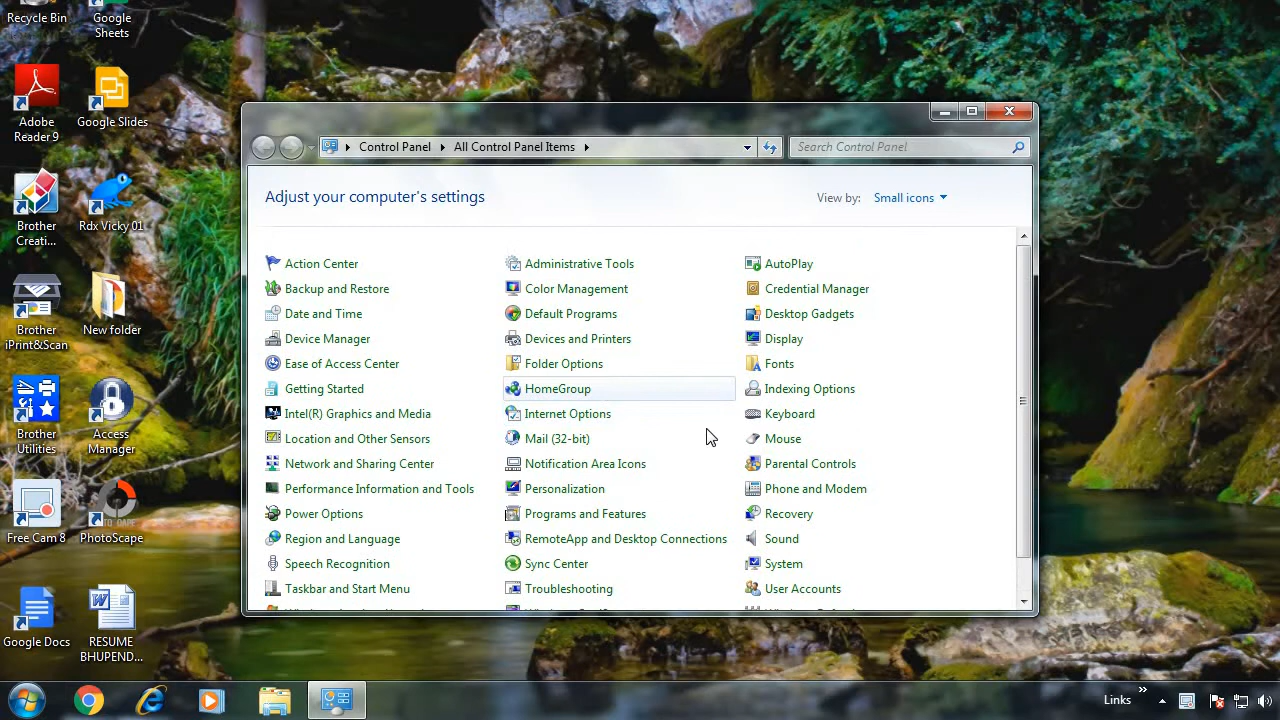 Recycle Bin
Google Sheets
Adobe Reader 9
Google Slides
Brother Creati...
Rdx Vicky 01
Brother iPrint&Scan
New folder
Brother Utilities
Access Manager
Free Cam 8
PhotoScape
Google Docs
RESUME BHUPEND...
Control Panel
All Control Panel Items
Search Control Panel
Adjust your computer's settings
View by: Small icons
Action Center
Administrative Tools
AutoPlay
Backup and Restore
Color Management
Credential Manager
Date and Time
Default Programs
Desktop Gadgets
Device Manager
Devices and Printers
Display
Ease of Access Center
Folder Options
Fonts
Getting Started
HomeGroup
Indexing Options
Intel(R) Graphics and Media
Internet Options
Keyboard
Location and Other Sensors
Mail (32-bit)
Mouse
Network and Sharing Center
Notification Area Icons
Parental Controls
Performance Information and Tools
Personalization
Phone and Modem
Power Options
Programs and Features
Recovery
Region and Language
RemoteApp and Desktop Connections
Sound
Speech Recognition
Sync Center
System
Taskbar and Start Menu
Troubleshooting
User Accounts
Links